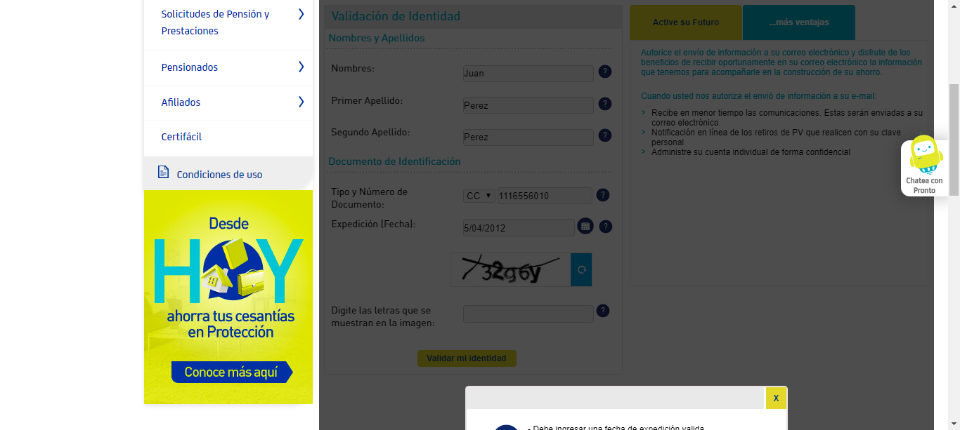 Solicitudes de Pensión y
Prestaciones
Pensionados
Afiliados
Certifácil
Condiciones de uso
Desde
HOY
ahorra tus cesantías
en Protección
Conoce más aquí
Validación de Identidad
Nombres y Apellidos
Nombres:
Juan
?
Primer Apellido:
Perez
?
Segundo Apellido:
Perez
?
Documento de Identificación
Tipo y Número de
Documento:
CC
1116556010
?
Expedición (Fecha):
5/04/2012
?
732g6y
Digite las letras que se
muestran en la imagen:
?
Validar mi identidad
Active su Futuro
...más ventajas
Autorice el envío de información a su correo electrónico y disfrute de los
beneficios de recibir oportunamente en su correo electrónico la información
que tenemos para acompañarle en la construcción de su ahorro.
Cuando usted nos autoriza el envió de información a su e-mail:
Recibe en menor tiempo las comunicaciones. Estas serán enviadas a su
correo electrónico.
Notificación en línea de los retiros de PV que realicen con su clave
personal
Administre su cuenta individual de forma confidencial
Chatea con
Pronto
X
- Debe ingresar una fecha de expedición valida